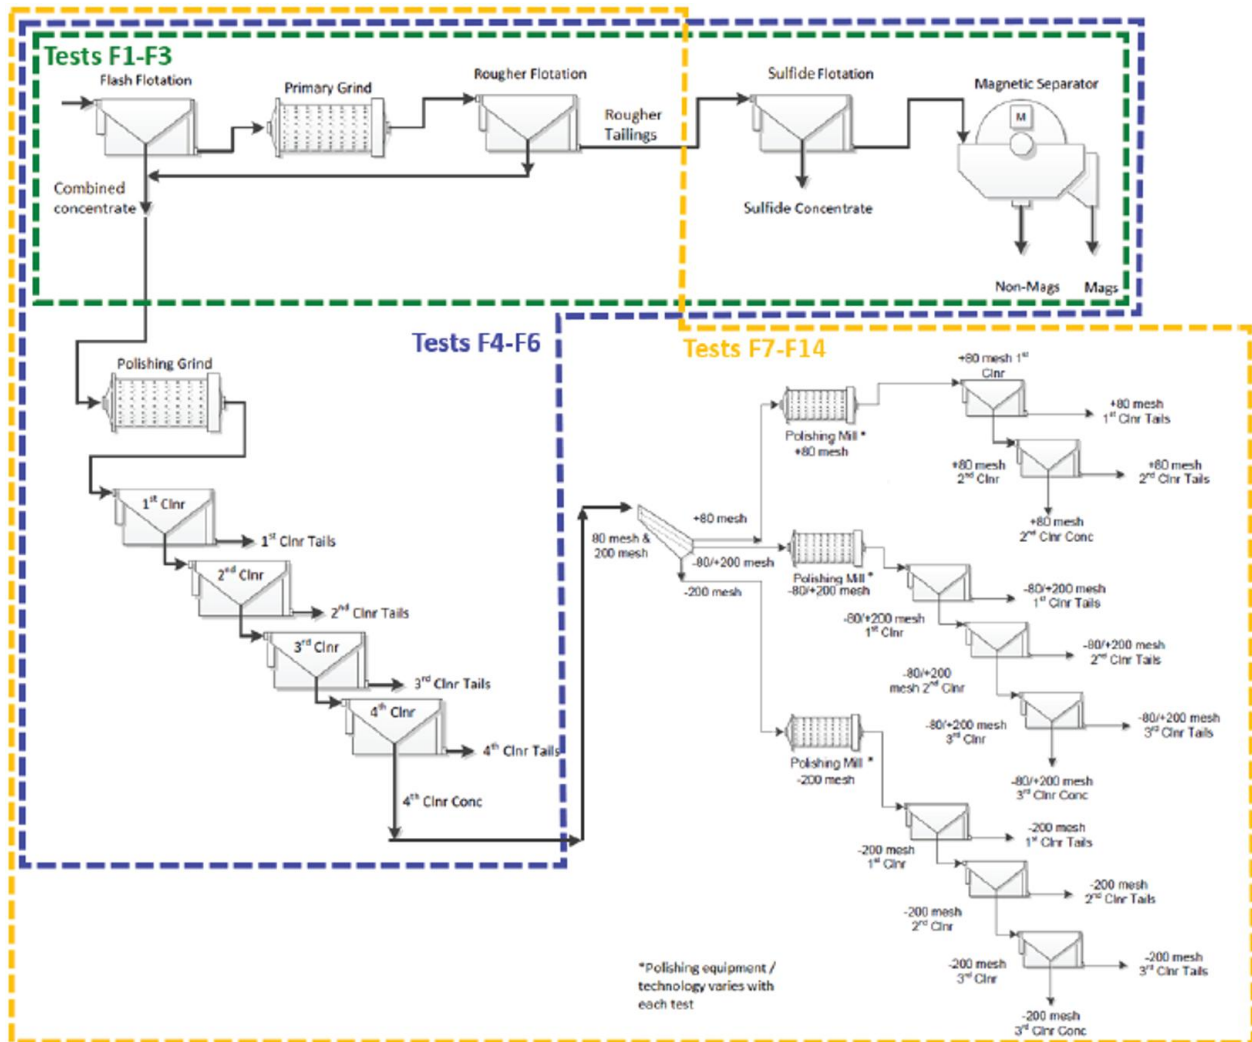 Tests F1-F3
Flash Flotation
Primary Grind
Rougher Flotation
Sulfide Flotation
Magnetic Separator
M
Rougher
Tailings
Combined
concentrate
Sulfide Concentrate
Non-Mags
Mags
Tests F4-F6
Tests F7-F14
Polishing Grind
1st Clnr
1st Clnr Tails
2nd Clnr
2nd Clnr Tails
3rd Clnr
3rd Clnr Tails
4th Clnr
4th Clnr Tails
4th Clnr Conc
80 mesh &
200 mesh
+80 mesh
-80/+200 mesh
-200 mesh
Polishing Mill *
+80 mesh
+80 mesh 1st
Clnr
+80 mesh
1st Clnr Tails
+80 mesh
2nd Clnr
+80 mesh
2nd Clnr Tails
+80 mesh
2nd Clnr Conc
Polishing Mill *
-80/+200 mesh
-80/+200 mesh
1st Clnr
-80/+200 mesh
1st Clnr Tails
-80/+200
mesh 2nd Clnr
-80/+200 mesh
2nd Clnr Tails
-80/+200 mesh
3rd Clnr
-80/+200 mesh
3rd Clnr Tails
-80/+200 mesh
3rd Clnr Conc
Polishing Mill *
-200 mesh
-200 mesh
1st Clnr
-200 mesh
1st Clnr Tails
-200 mesh
2nd Clnr
-200 mesh
2nd Clnr Tails
-200 mesh
3rd Clnr
-200 mesh
3rd Clnr Tails
-200 mesh
3rd Clnr Conc
*Polishing equipment /
technology varies with
each test